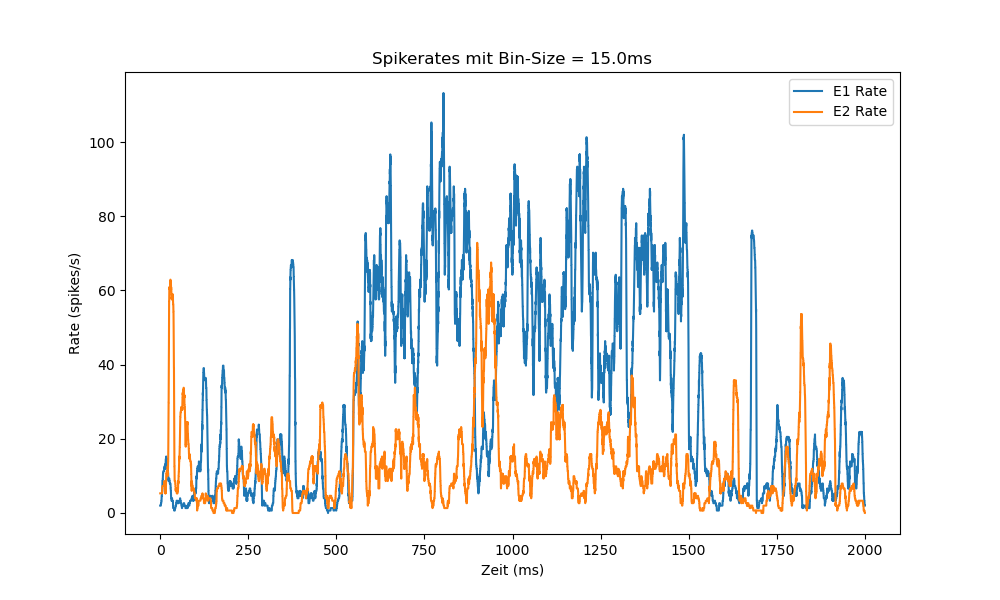 Spikerates mit Bin-Size = 15.0ms
E1 Rate
E2 Rate
Rate (spikes/s)
100
80
60
40
20
0
0 250 500 750 1000 1250 1500 1750 2000
Zeit (ms)